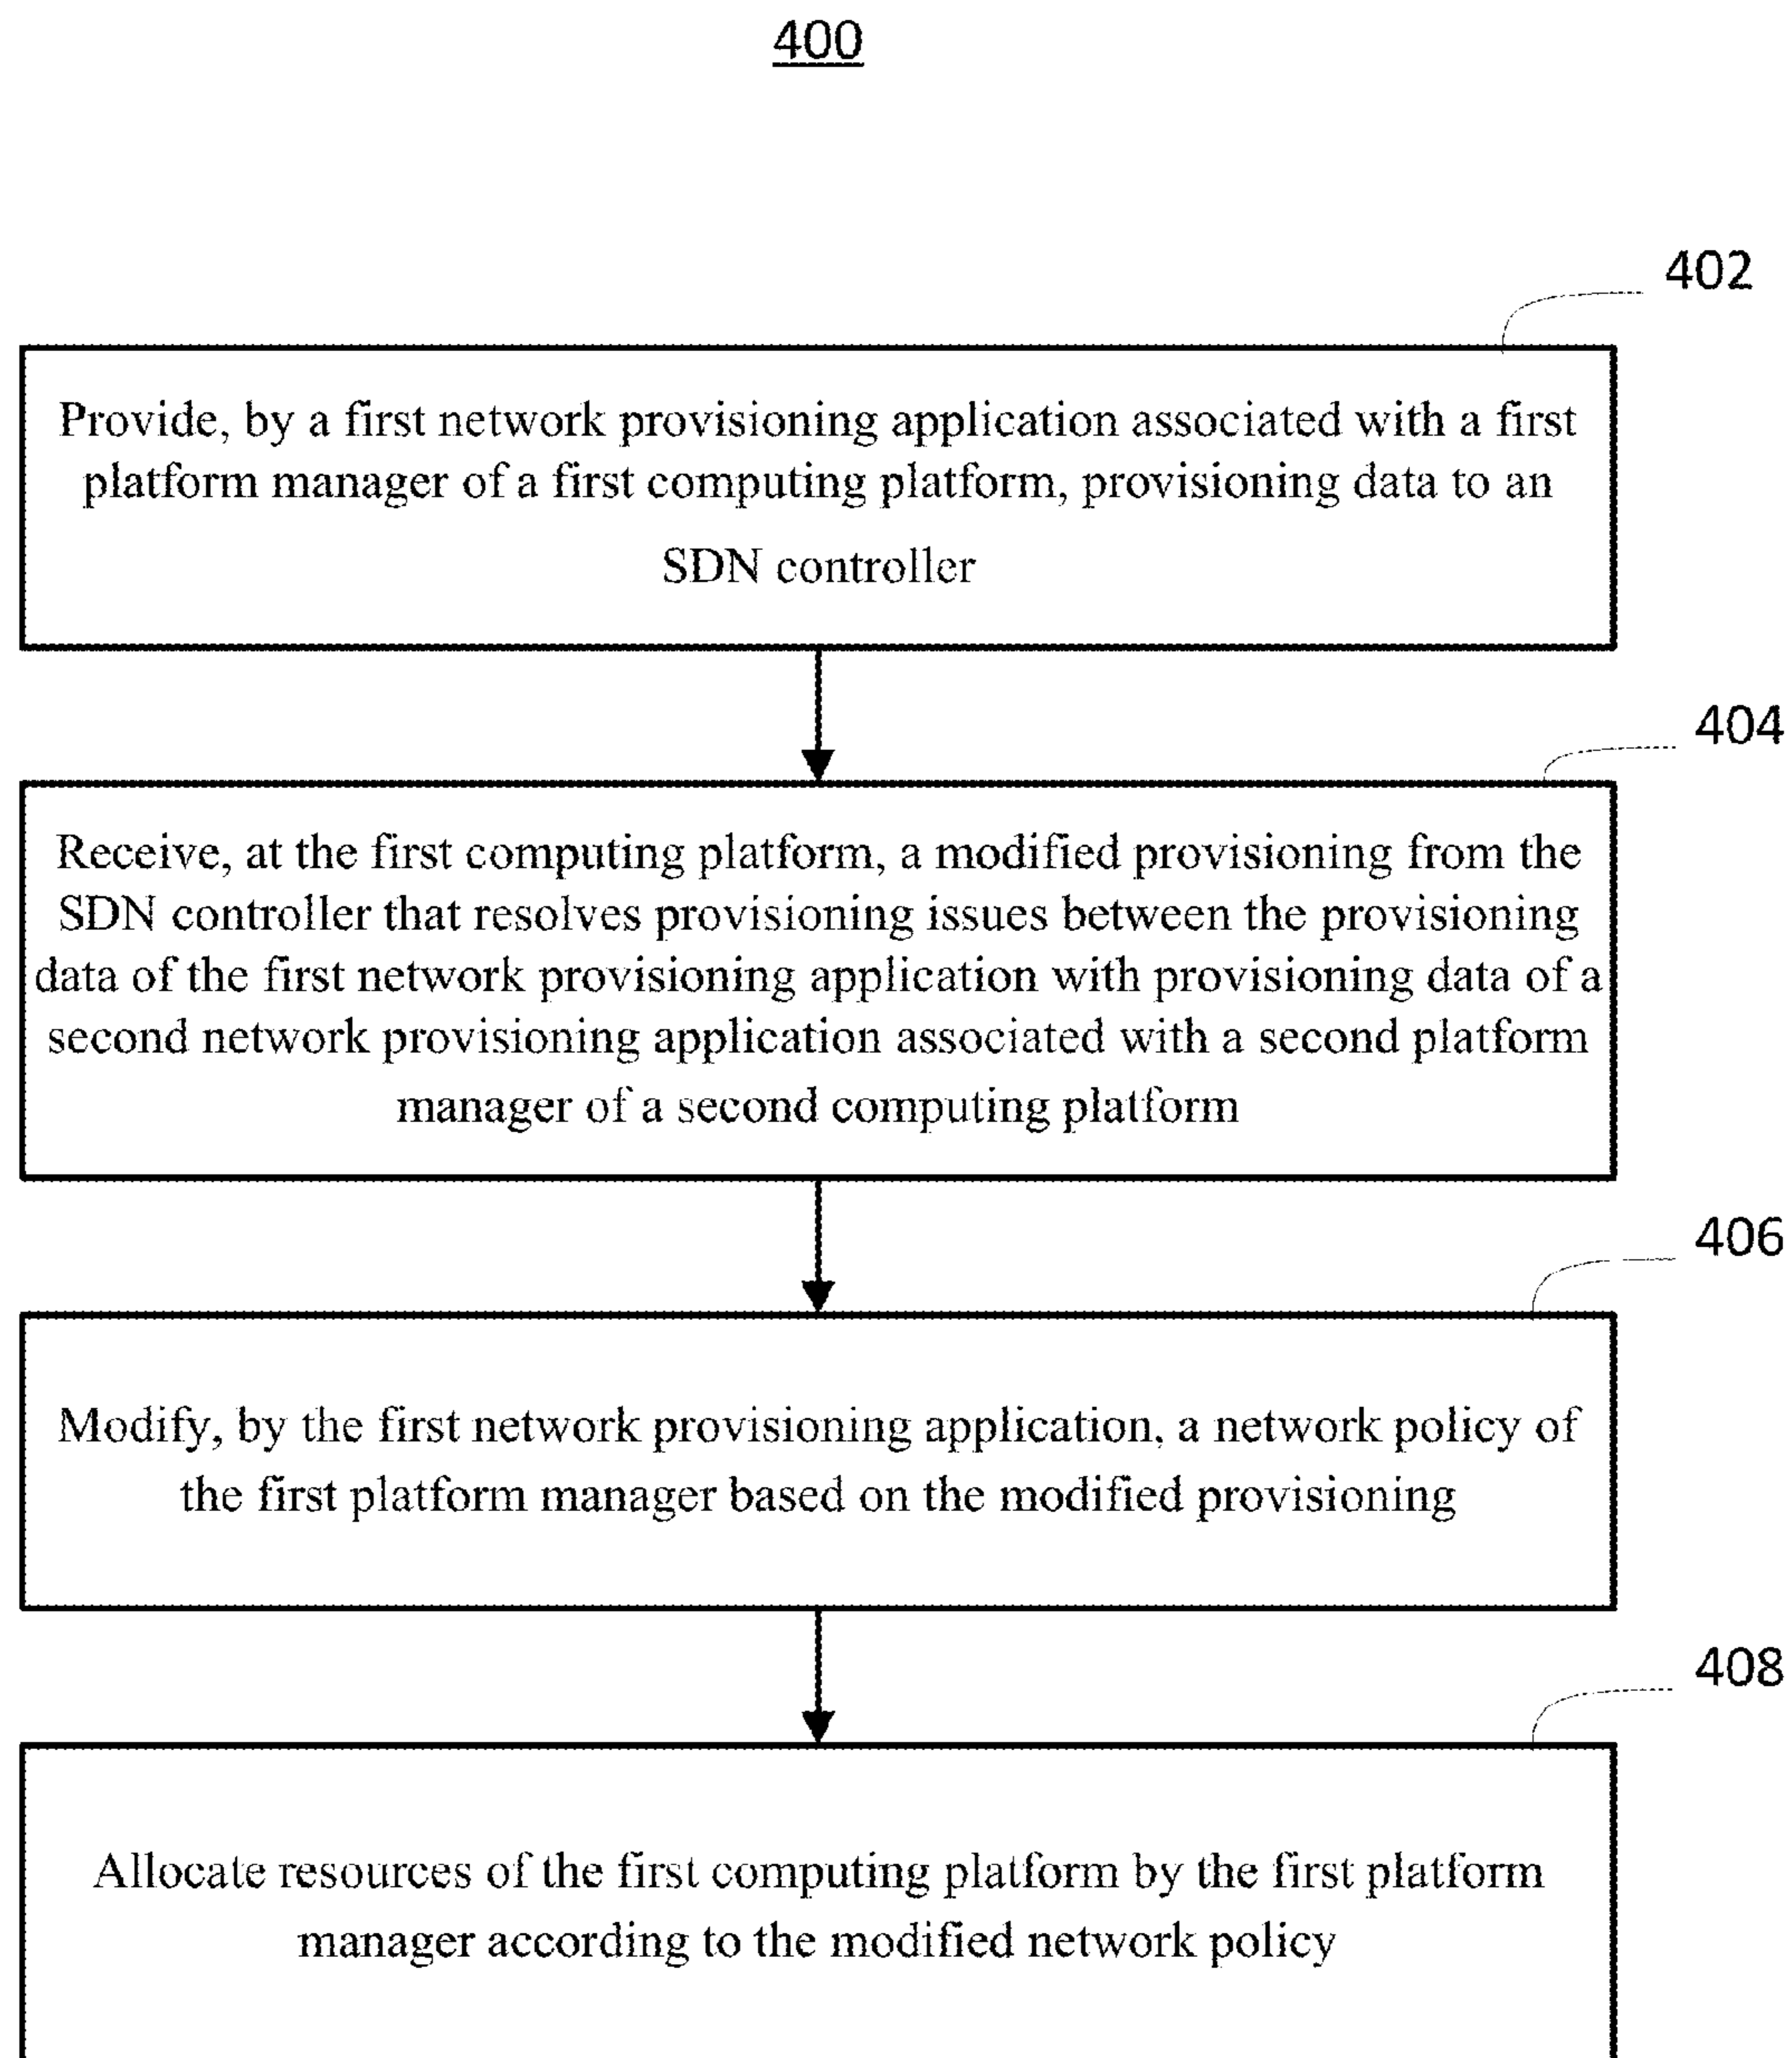 400
402
Provide, by a first network provisioning application associated with a first
platform manager of a first computing platform, provisioning data to an
SDN controller
404
Receive, at the first computing platform, a modified provisioning from the
SDN controller that resolves provisioning issues between the provisioning
data of the first network provisioning application with provisioning data of a
second network provisioning application associated with a second platform
manager of a second computing platform
406
Modify, by the first network provisioning application, a network policy of
the first platform manager based on the modified provisioning
408
Allocate resources of the first computing platform by the first platform
manager according to the modified network policy